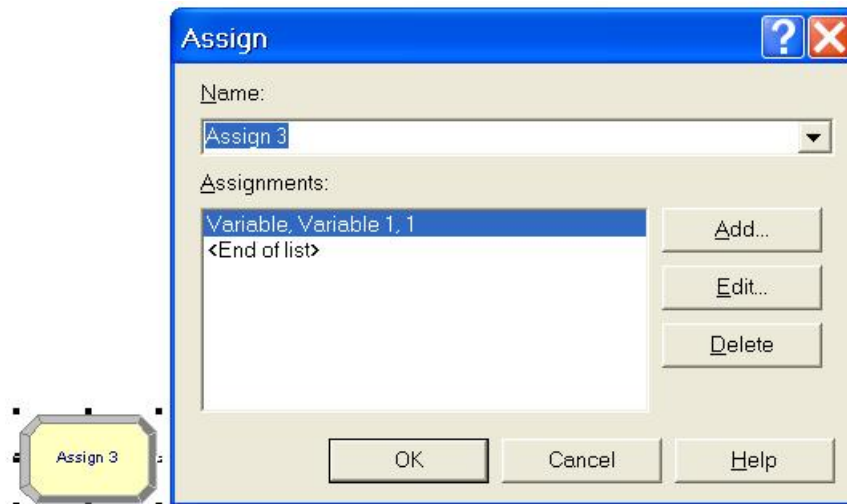 Assign
Name:
Assign 3
Assignments:
Variable, Variable 1, 1
<End of list>
Add...
Edit...
Delete
Assign 3
OK
Cancel
Help